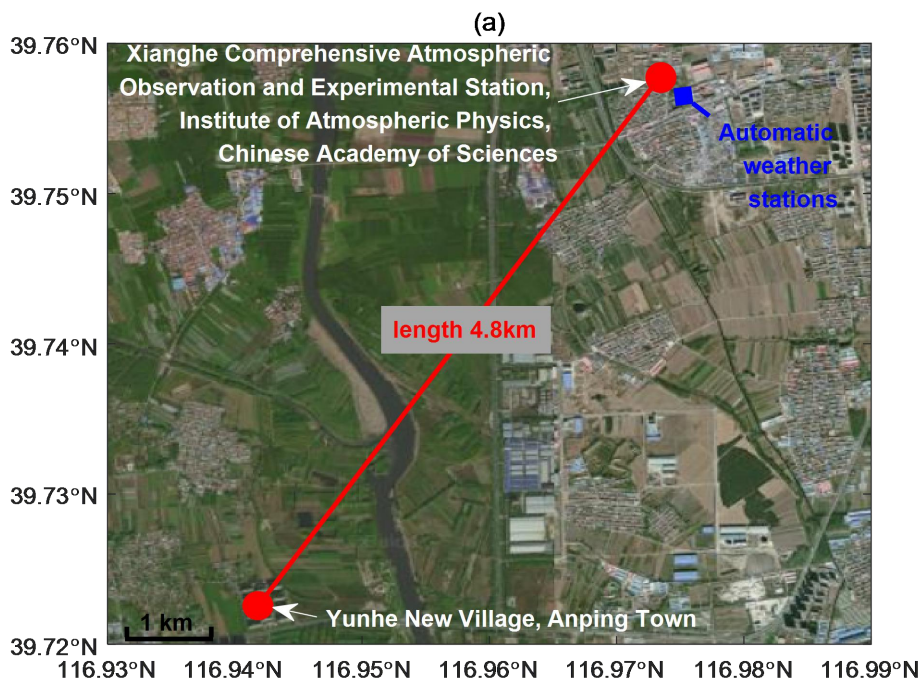 (a)
39.76°N
Xianghe Comprehensive Atmospheric
Observation and Experimental Station,
Institute of Atmospheric Physics,
Chinese Academy of Sciences
Automatic
weather
stations
39.75°N
length 4.8km
39.74°N
39.73°N
Yunhe New Village, Anping Town
1 km
39.72°N
116.93°N 116.94°N 116.95°N 116.96°N 116.97°N 116.98°N 116.99°N